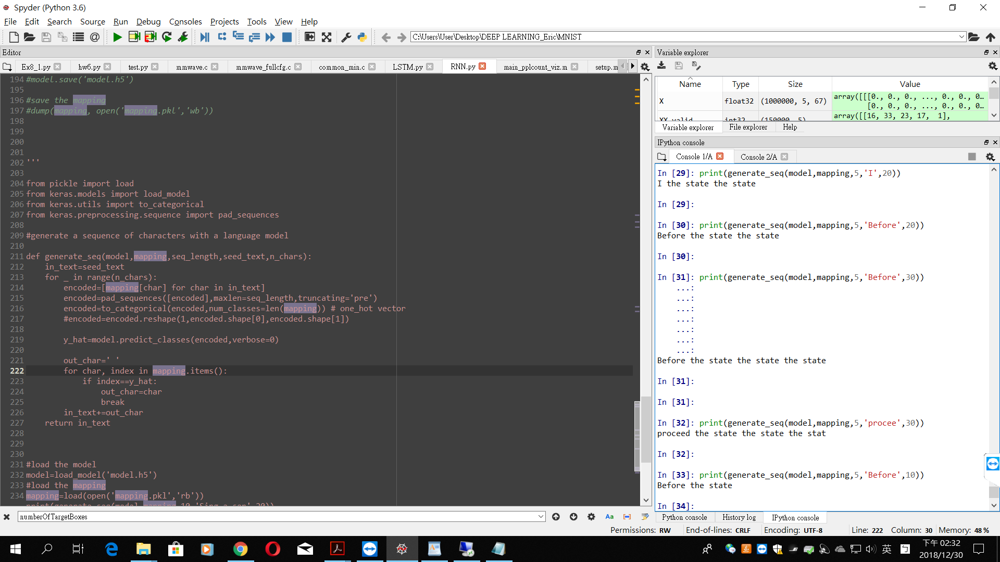 Spyder (Python 3.6)
File Edit Search Source Run Debug Consoles Projects Tools View Help
C:\Users\User\Desktop\DEEP LEARNING_Eric\MNIST
Editor
Ex8_1.py hw6.py test.py mmwave.c mmwave_fullcfg.c common_min.c LSTM.py RNN.py main_pplcount_viz.m setup.m
194 #model.save('model.h5')
195
196 #save the mapping
197 #dump(mapping, open('mapping.pkl','wb'))
198
199
200
201
202 '''
203
204 from pickle import load
205 from keras.models import load_model
206 from keras.utils import to_categorical
207 from keras.preprocessing.sequence import pad_sequences
208
209 #generate a sequence of characters with a language model
210
211 def generate_seq(model,mapping,seq_length,seed_text,n_chars):
212     in_text=seed_text
213     for _ in range(n_chars):
214         encoded=[mapping[char] for char in in_text]
215         encoded=pad_sequences([encoded],maxlen=seq_length,truncating='pre')
216         encoded=to_categorical(encoded,num_classes=len(mapping)) # one_hot vector
217         #encoded=encoded.reshape(1,encoded.shape[0],encoded.shape[1])
218
219         y_hat=model.predict_classes(encoded,verbose=0)
220
221         out_char=' '
222         for char, index in mapping.items():
223             if index==y_hat:
224                 out_char=char
225                 break
226         in_text+=out_char
227     return in_text
228
229
230
231 #load the model
232 model=load_model('model.h5')
233 #load the mapping
234 mapping=load(open('mapping.pkl','rb'))
print(generate_seq(model,mapping,10,'Sing a son',20))
numberOfTargetBoxes
Aa
Variable explorer
Name Type Size Value
X float32 (1000000, 5, 67) array([[[0., 0., 0., ..., 0., 0., 0…
[0., 0., 0., ..., 0., 0., 0…
XX_valid int32 (150000, 5) array([[16, 33, 23, 17, 1],
Variable explorer File explorer Help
IPython console
Console 1/A Console 2/A
In [29]: print(generate_seq(model,mapping,5,'I',20))
I the state the state
In [29]:
In [30]: print(generate_seq(model,mapping,5,'Before',20))
Before the state the state
In [30]:
In [31]: print(generate_seq(model,mapping,5,'Before',30))
...:
...:
...:
...:
...:
...:
...:
Before the state the state the state
In [31]:
In [31]:
In [32]: print(generate_seq(model,mapping,5,'procee',30))
proceed the state the state the stat
In [32]:
In [33]: print(generate_seq(model,mapping,5,'Before',10))
Before the state
In [34]:
Python console History log IPython console
Permissions: RW End-of-lines: CRLF Encoding: UTF-8 Line: 222 Column: 30 Memory: 48 %
英 下午 02:32
2018/12/30